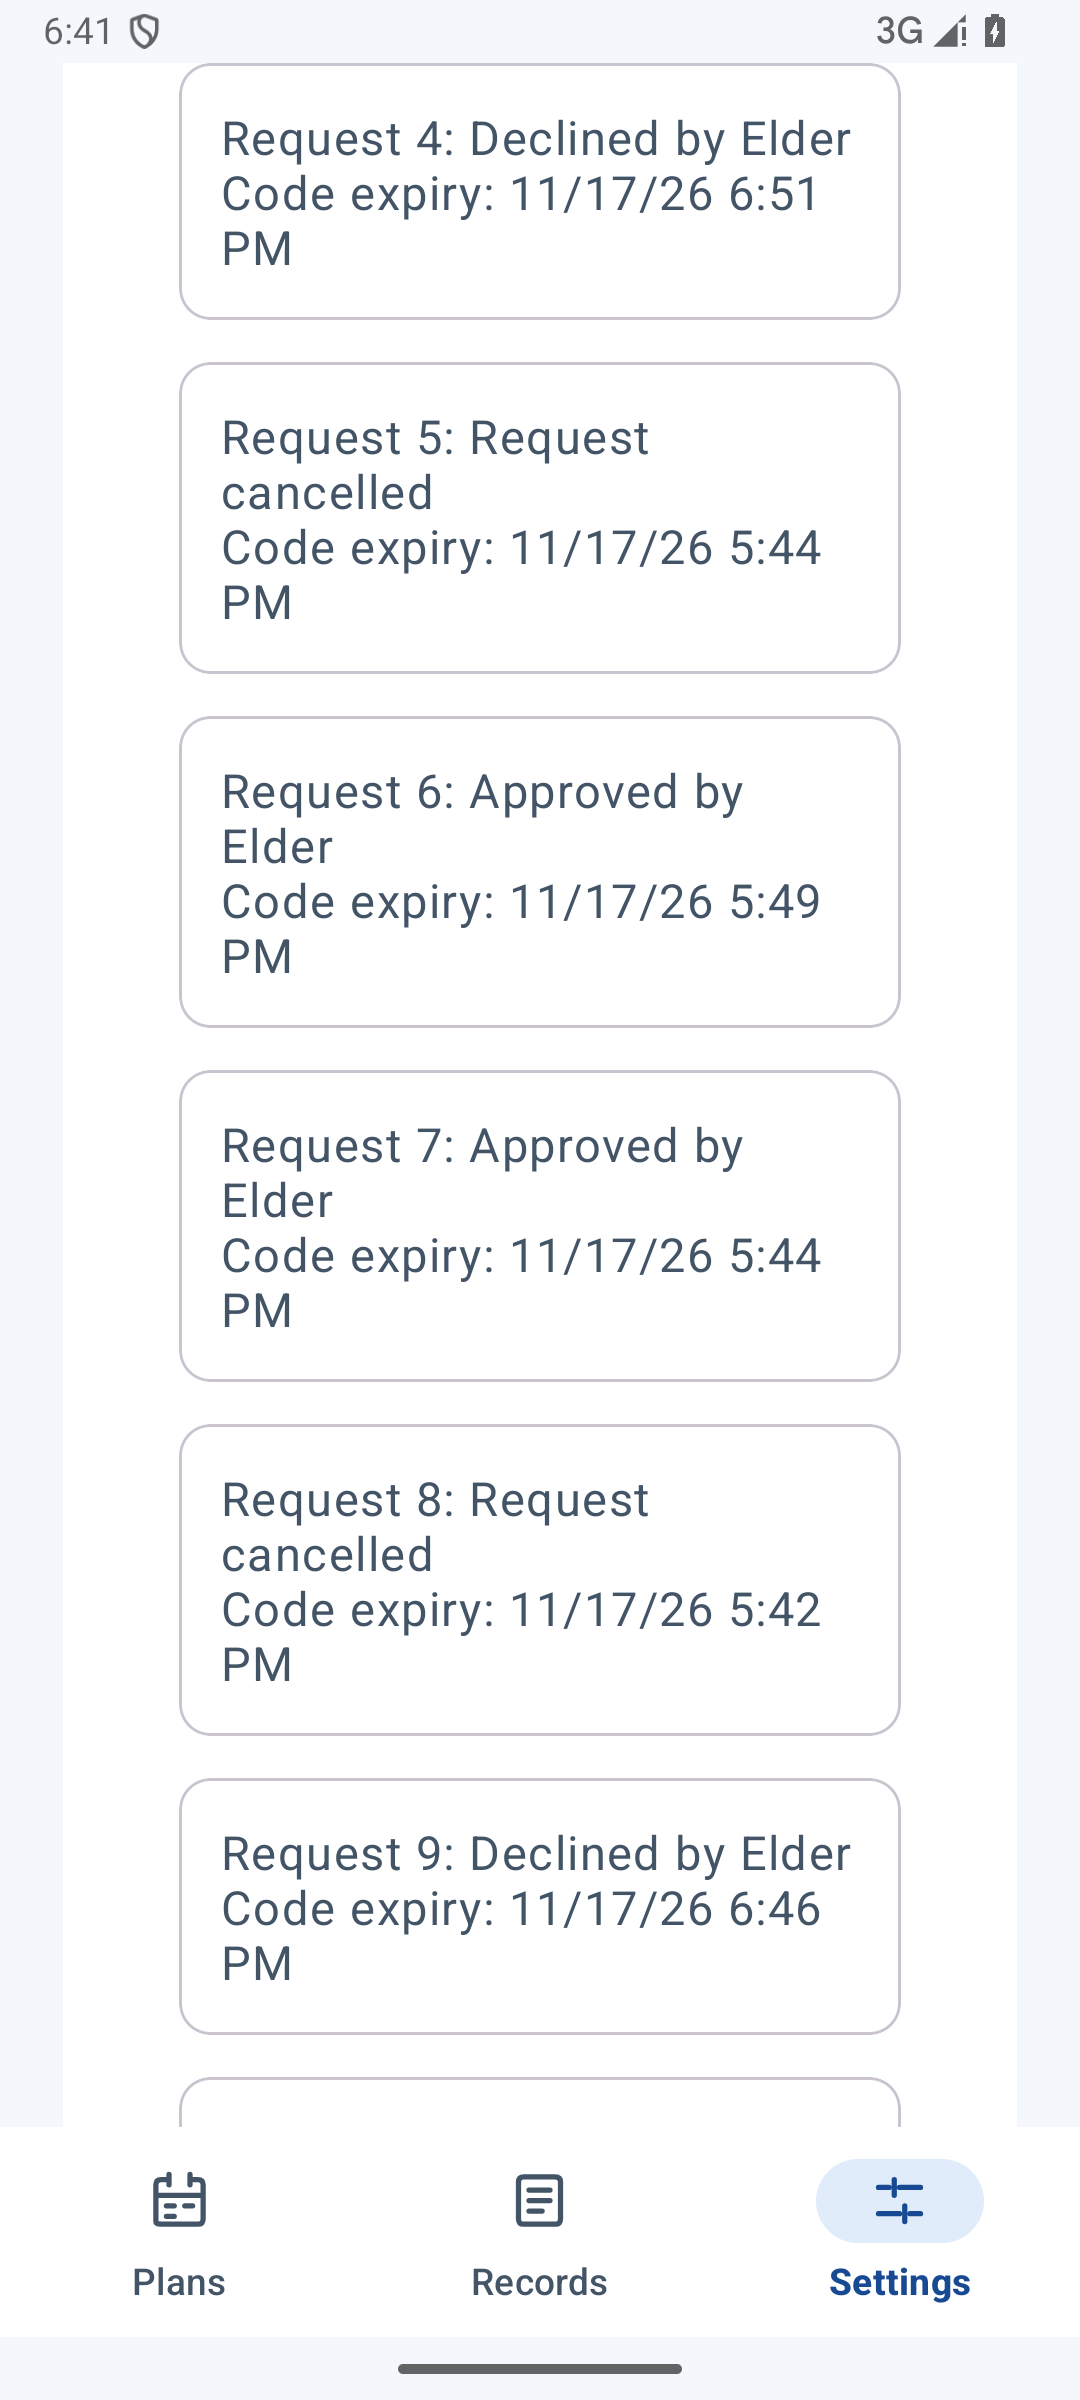 6:41 3G
Request 4: Declined by Elder
Code expiry: 11/17/26 6:51
PM
Request 5: Request
cancelled
Code expiry: 11/17/26 5:44
PM
Request 6: Approved by
Elder
Code expiry: 11/17/26 5:49
PM
Request 7: Approved by
Elder
Code expiry: 11/17/26 5:44
PM
Request 8: Request
cancelled
Code expiry: 11/17/26 5:42
PM
Request 9: Declined by Elder
Code expiry: 11/17/26 6:46
PM
Plans Records Settings